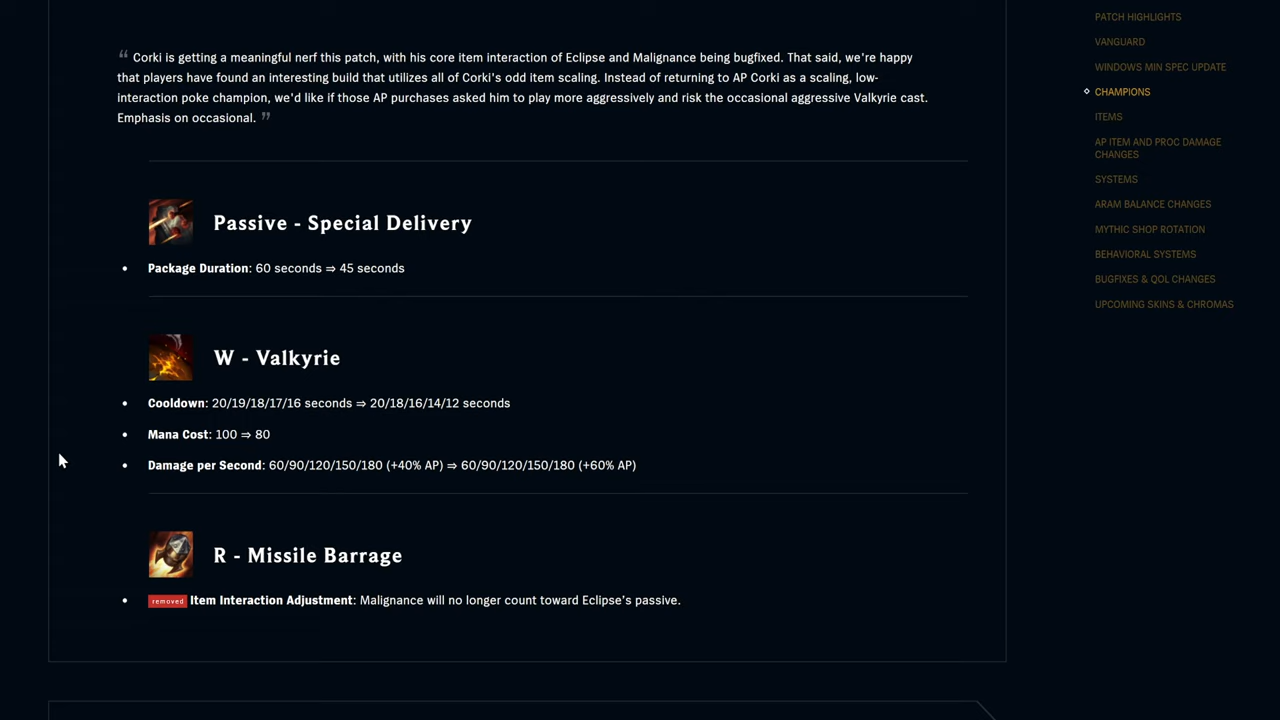 “ Corki is getting a meaningful nerf this patch, with his core item interaction of Eclipse and Malignance being bugfixed. That said, we're happy
that players have found an interesting build that utilizes all of Corki's odd item scaling. Instead of returning to AP Corki as a scaling, low-
interaction poke champion, we'd like if those AP purchases asked him to play more aggressively and risk the occasional aggressive Valkyrie cast.
Emphasis on occasional. ”
Passive - Special Delivery
• Package Duration: 60 seconds ⇒ 45 seconds
W - Valkyrie
• Cooldown: 20/19/18/17/16 seconds ⇒ 20/18/16/14/12 seconds
• Mana Cost: 100 ⇒ 80
• Damage per Second: 60/90/120/150/180 (+40% AP) ⇒ 60/90/120/150/180 (+60% AP)
R - Missile Barrage
• removed Item Interaction Adjustment: Malignance will no longer count toward Eclipse's passive.
PATCH HIGHLIGHTS
VANGUARD
WINDOWS MIN SPEC UPDATE
CHAMPIONS
ITEMS
AP ITEM AND PROC DAMAGE
CHANGES
SYSTEMS
ARAM BALANCE CHANGES
MYTHIC SHOP ROTATION
BEHAVIORAL SYSTEMS
BUGFIXES & QOL CHANGES
UPCOMING SKINS & CHROMAS